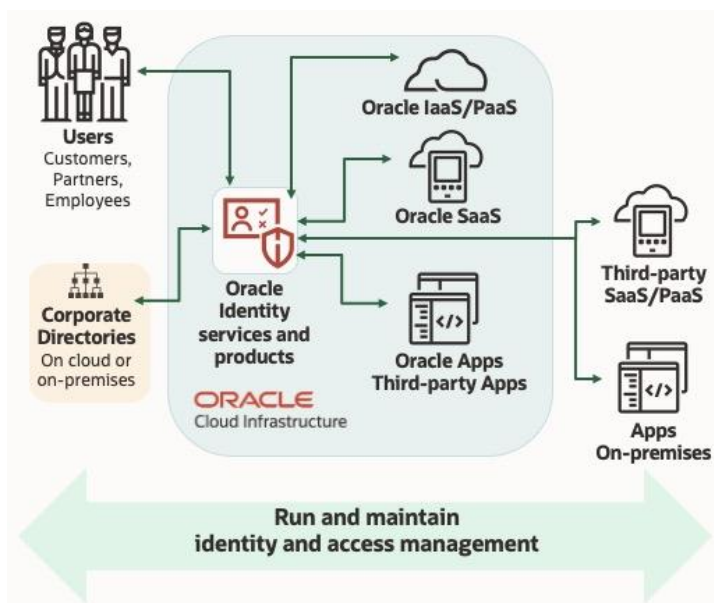 Users
Customers,
Partners,
Employees
Corporate
Directories
On cloud or
on-premises
Oracle
Identity
services and
products
ORACLE
Cloud Infrastructure
Oracle IaaS/PaaS
Oracle SaaS
</>
Oracle Apps
Third-party Apps
Third-party
SaaS/PaaS
</>
Apps
On-premises
Run and maintain
identity and access management